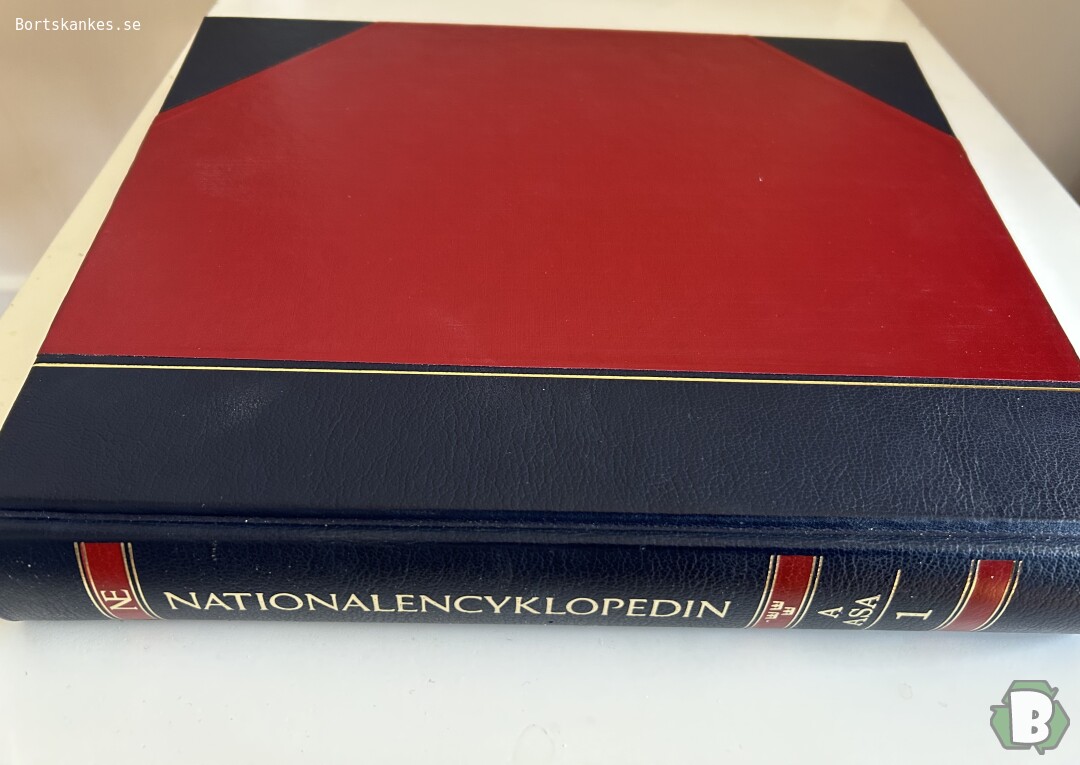 Bortskankes.se
NE
NATIONALENCYKLOPEDIN
A
ASA
1
B